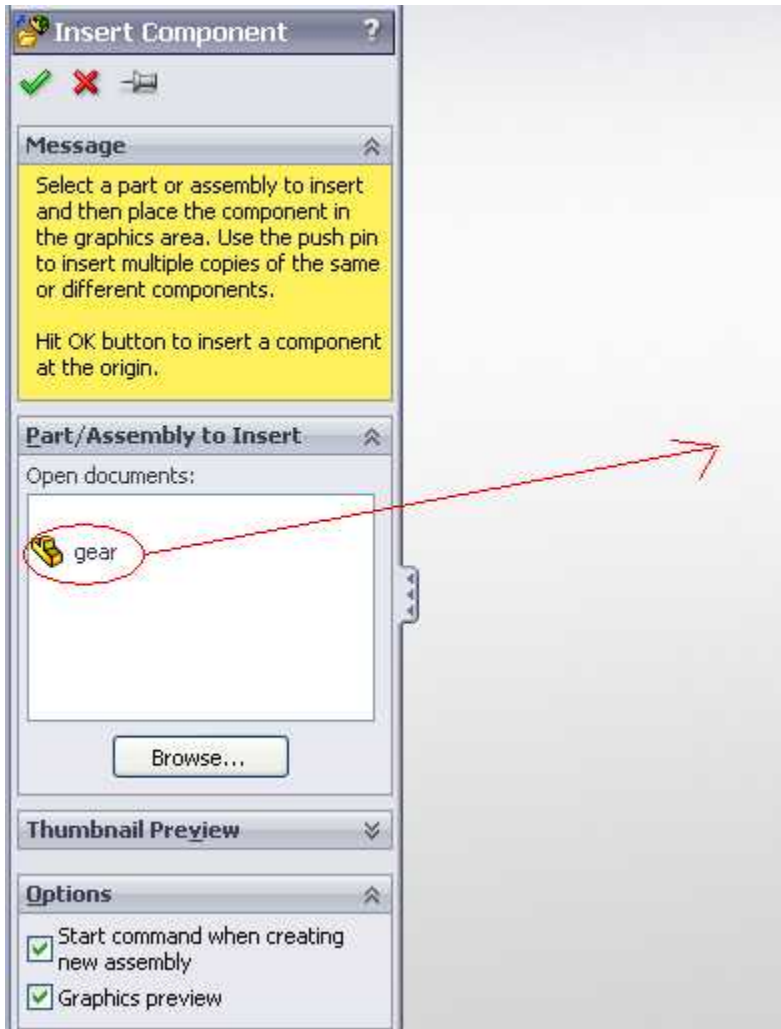 Insert Component ?
Message
Select a part or assembly to insert
and then place the component in
the graphics area. Use the push pin
to insert multiple copies of the same
or different components.
Hit OK button to insert a component
at the origin.
Part/Assembly to Insert
Open documents:
gear
Browse...
Thumbnail Preview
Options
Start command when creating
new assembly
Graphics preview